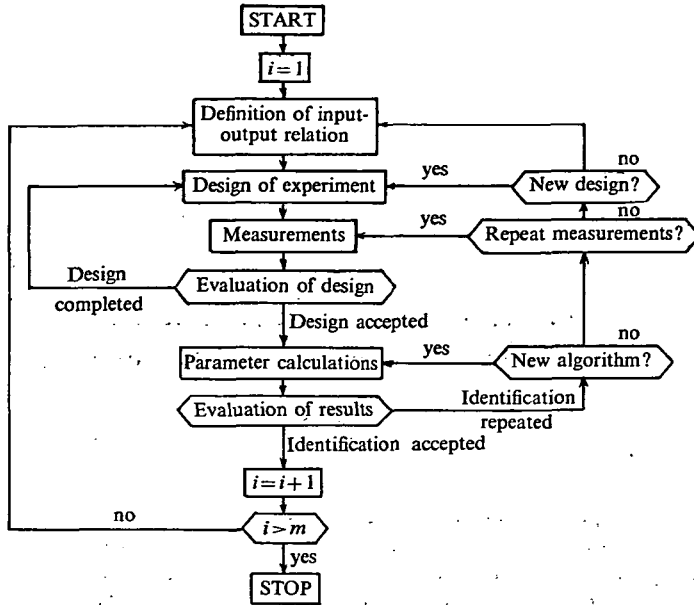 START
i=1
Definition of input-
output relation
no
yes
Design of experiment
New design?
no
yes
Measurements
Repeat measurements?
Design
completed
Evaluation of design
Design accepted
no
yes
Parameter calculations
New algorithm?
Evaluation of results
Identification
repeated
Identification accepted
i=i+1
no
i>m
yes
STOP